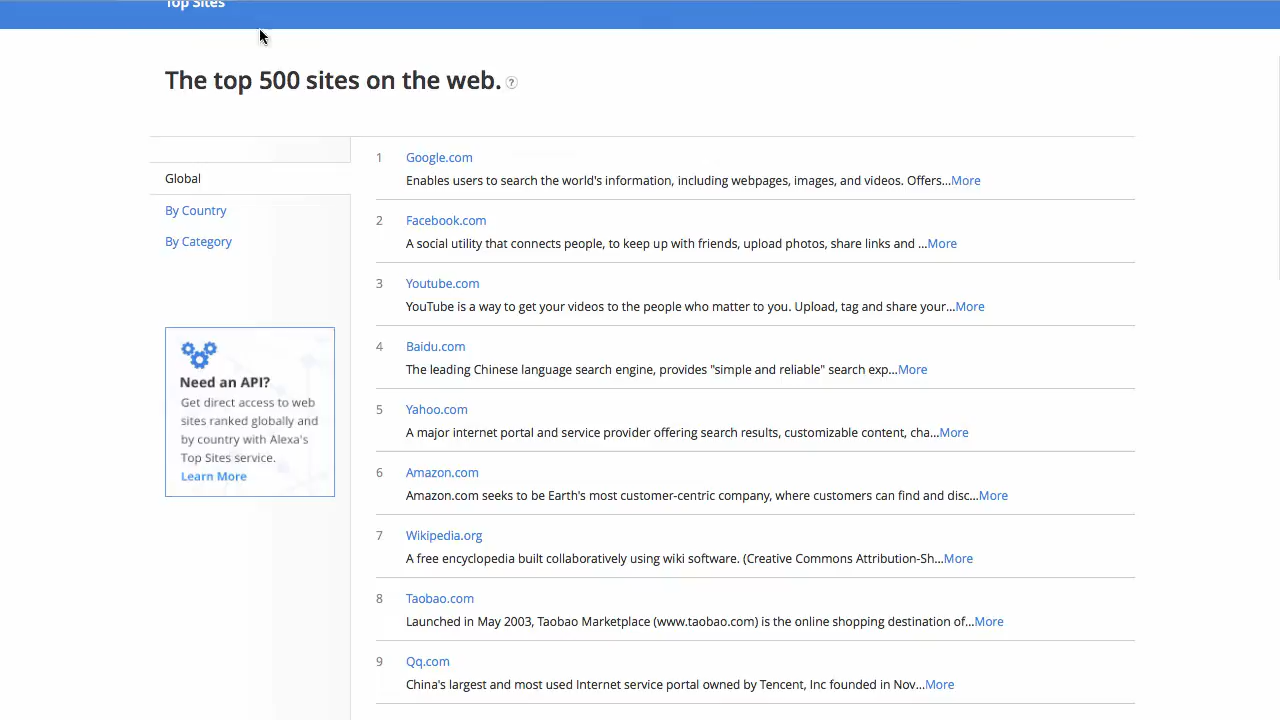 Top Sites
The top 500 sites on the web. ?
Global
By Country
By Category
Need an API?
Get direct access to web
sites ranked globally and
by country with Alexa's
Top Sites service.
Learn More
1 Google.com
Enables users to search the world's information, including webpages, images, and videos. Offers...More
2 Facebook.com
A social utility that connects people, to keep up with friends, upload photos, share links and ...More
3 Youtube.com
YouTube is a way to get your videos to the people who matter to you. Upload, tag and share your...More
4 Baidu.com
The leading Chinese language search engine, provides "simple and reliable" search exp...More
5 Yahoo.com
A major internet portal and service provider offering search results, customizable content, cha...More
6 Amazon.com
Amazon.com seeks to be Earth's most customer-centric company, where customers can find and disc...More
7 Wikipedia.org
A free encyclopedia built collaboratively using wiki software. (Creative Commons Attribution-Sh...More
8 Taobao.com
Launched in May 2003, Taobao Marketplace (www.taobao.com) is the online shopping destination of...More
9 Qq.com
China's largest and most used Internet service portal owned by Tencent, Inc founded in Nov...More